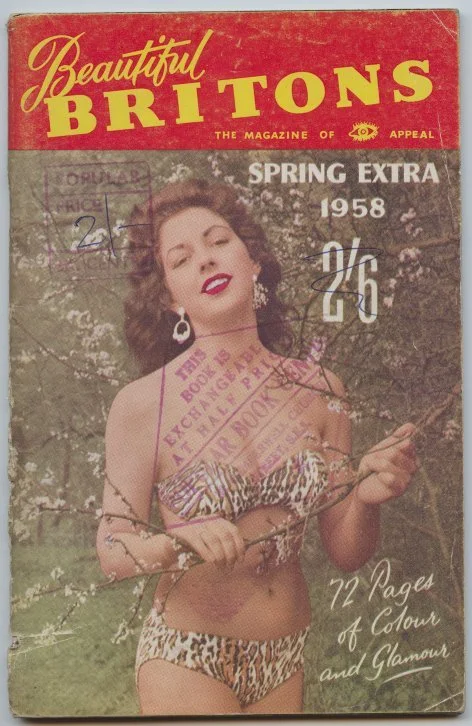 Beautiful
BRITONS
THE MAGAZINE OF APPEAL
SPRING EXTRA
1958
2/6
POPULAR
PRICE
2/-
THIS
BOOK IS
EXCHANGEABLE
AT HALF PRICE
BOOK
72 Pages
of Colour
and Glamour